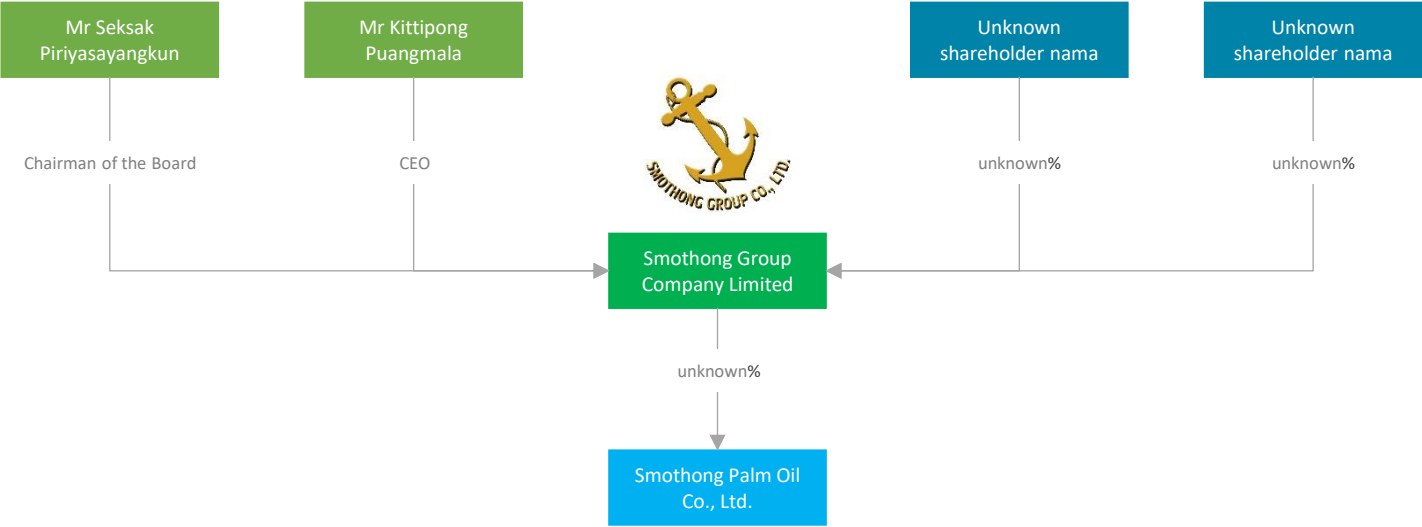 Mr Seksak
Piriyasayangkun
Mr Kittipong
Puangmala
Unknown
shareholder nama
Unknown
shareholder nama
Chairman of the Board
CEO
unknown%
unknown%
SMOTHONG GROUP CO., LTD.
Smothong Group
Company Limited
unknown%
Smothong Palm Oil
Co., Ltd.